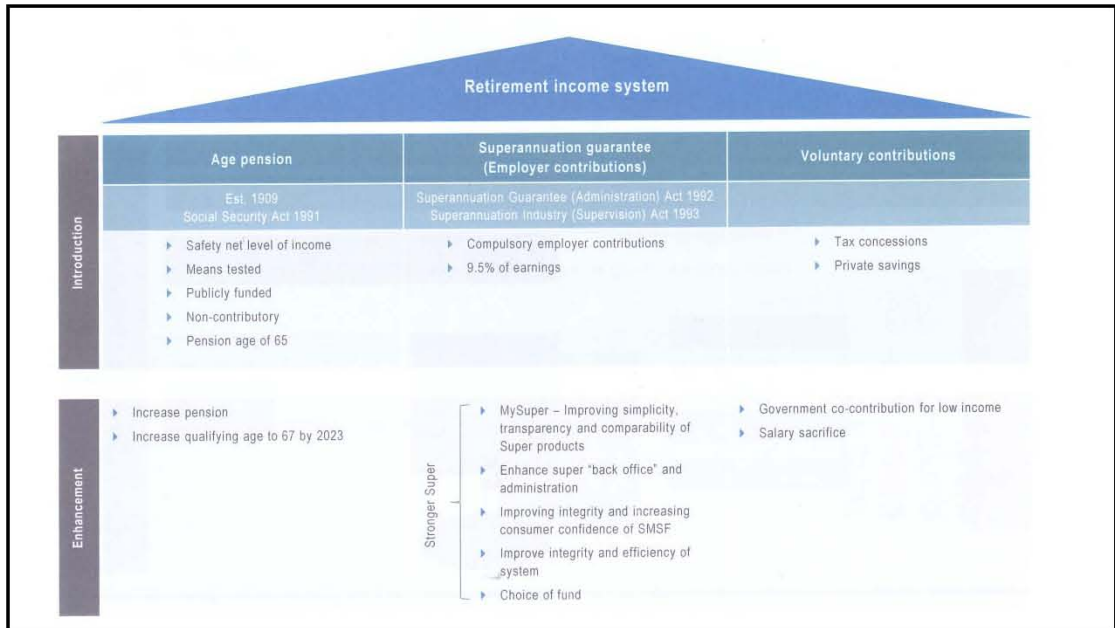 Retirement income system
Introduction
Age pension
Est. 1909
Social Security Act 1991
Safety net level of income
Means tested
Publicly funded
Non-contributory
Pension age of 65
Superannuation guarantee
(Employer contributions)
Superannuation Guarantee (Administration) Act 1992
Superannuation Industry (Supervision) Act 1993
Compulsory employer contributions
9.5% of earnings
Voluntary contributions
Tax concessions
Private savings
Enhancement
Increase pension
Increase qualifying age to 67 by 2023
Stronger Super
MySuper – Improving simplicity,
transparency and comparability of
Super products
Enhance super "back office" and
administration
Improving integrity and increasing
consumer confidence of SMSF
Improve integrity and efficiency of
system
Choice of fund
Government co-contribution for low income
Salary sacrifice